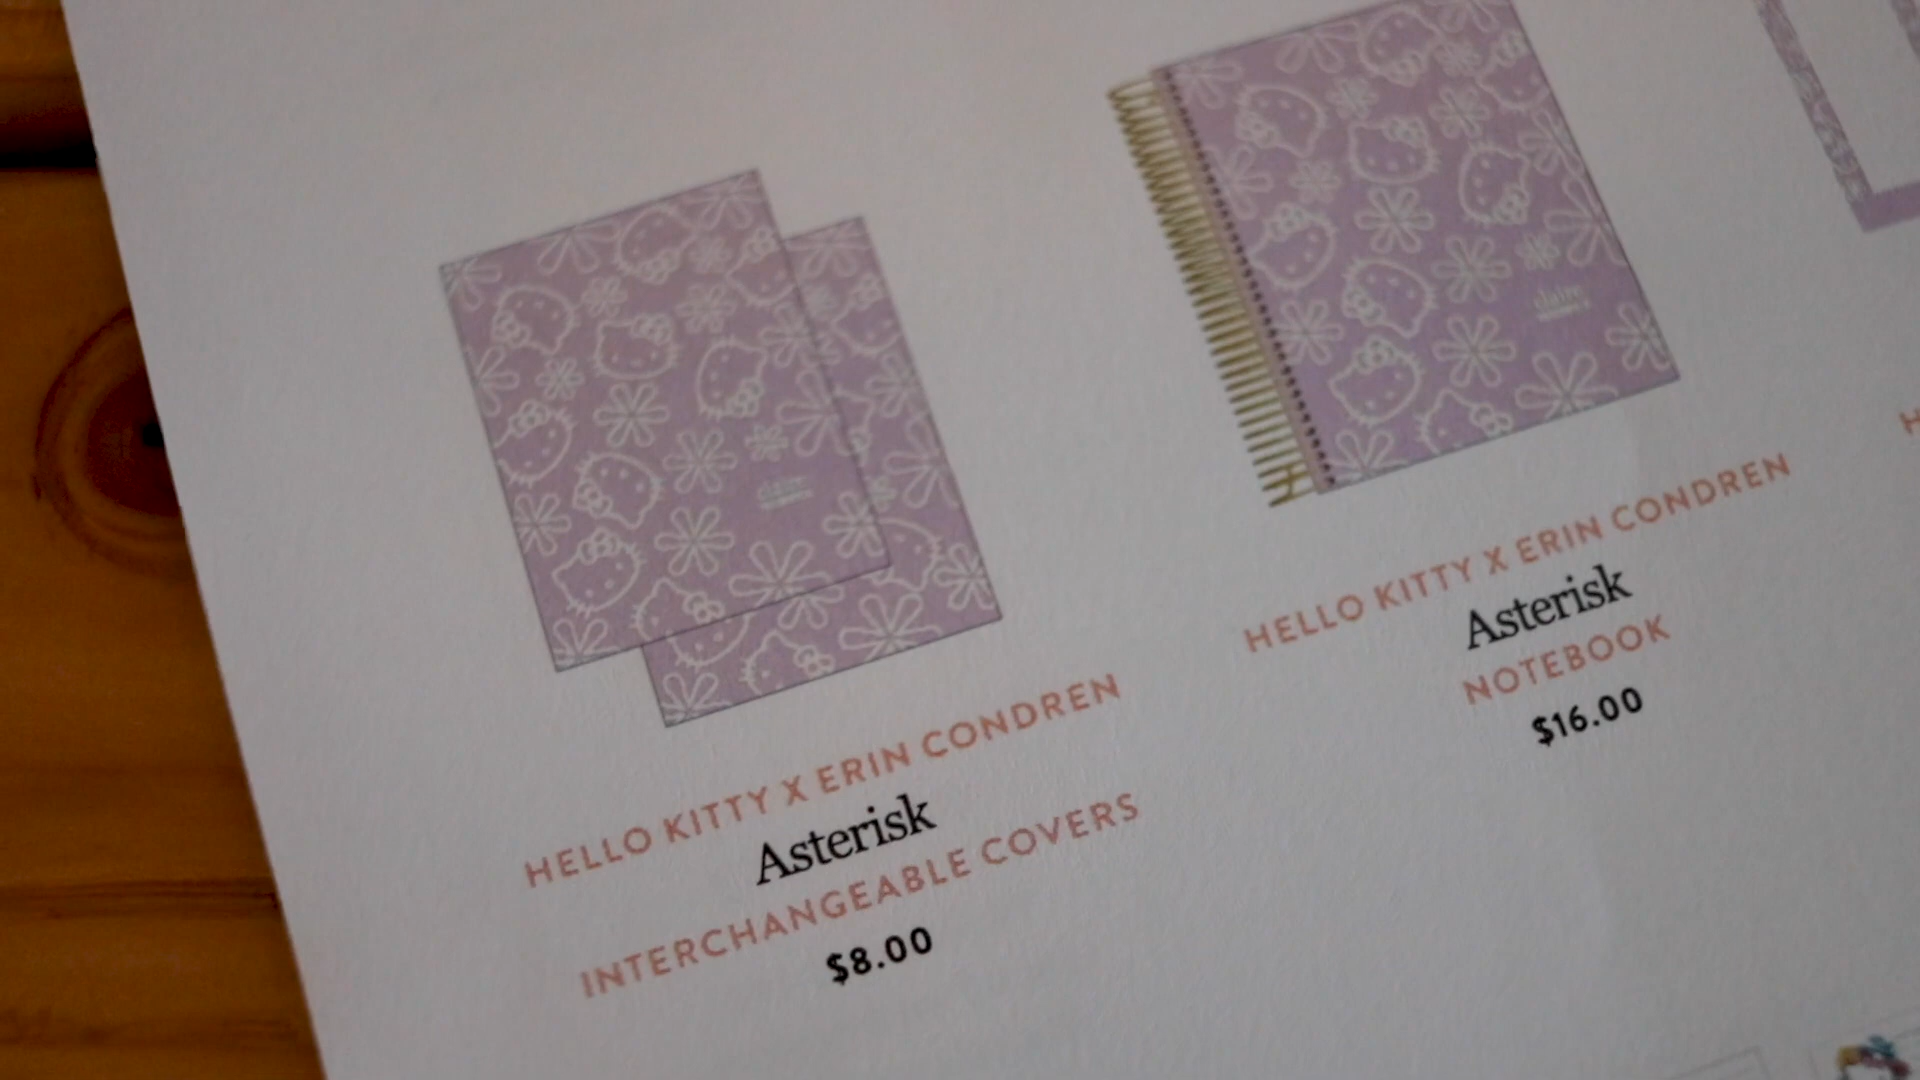 HELLO KITTY X ERIN CONDREN
Asterisk
INTERCHANGEABLE COVERS
$8.00
HELLO KITTY X ERIN CONDREN
Asterisk
NOTEBOOK
$16.00
H